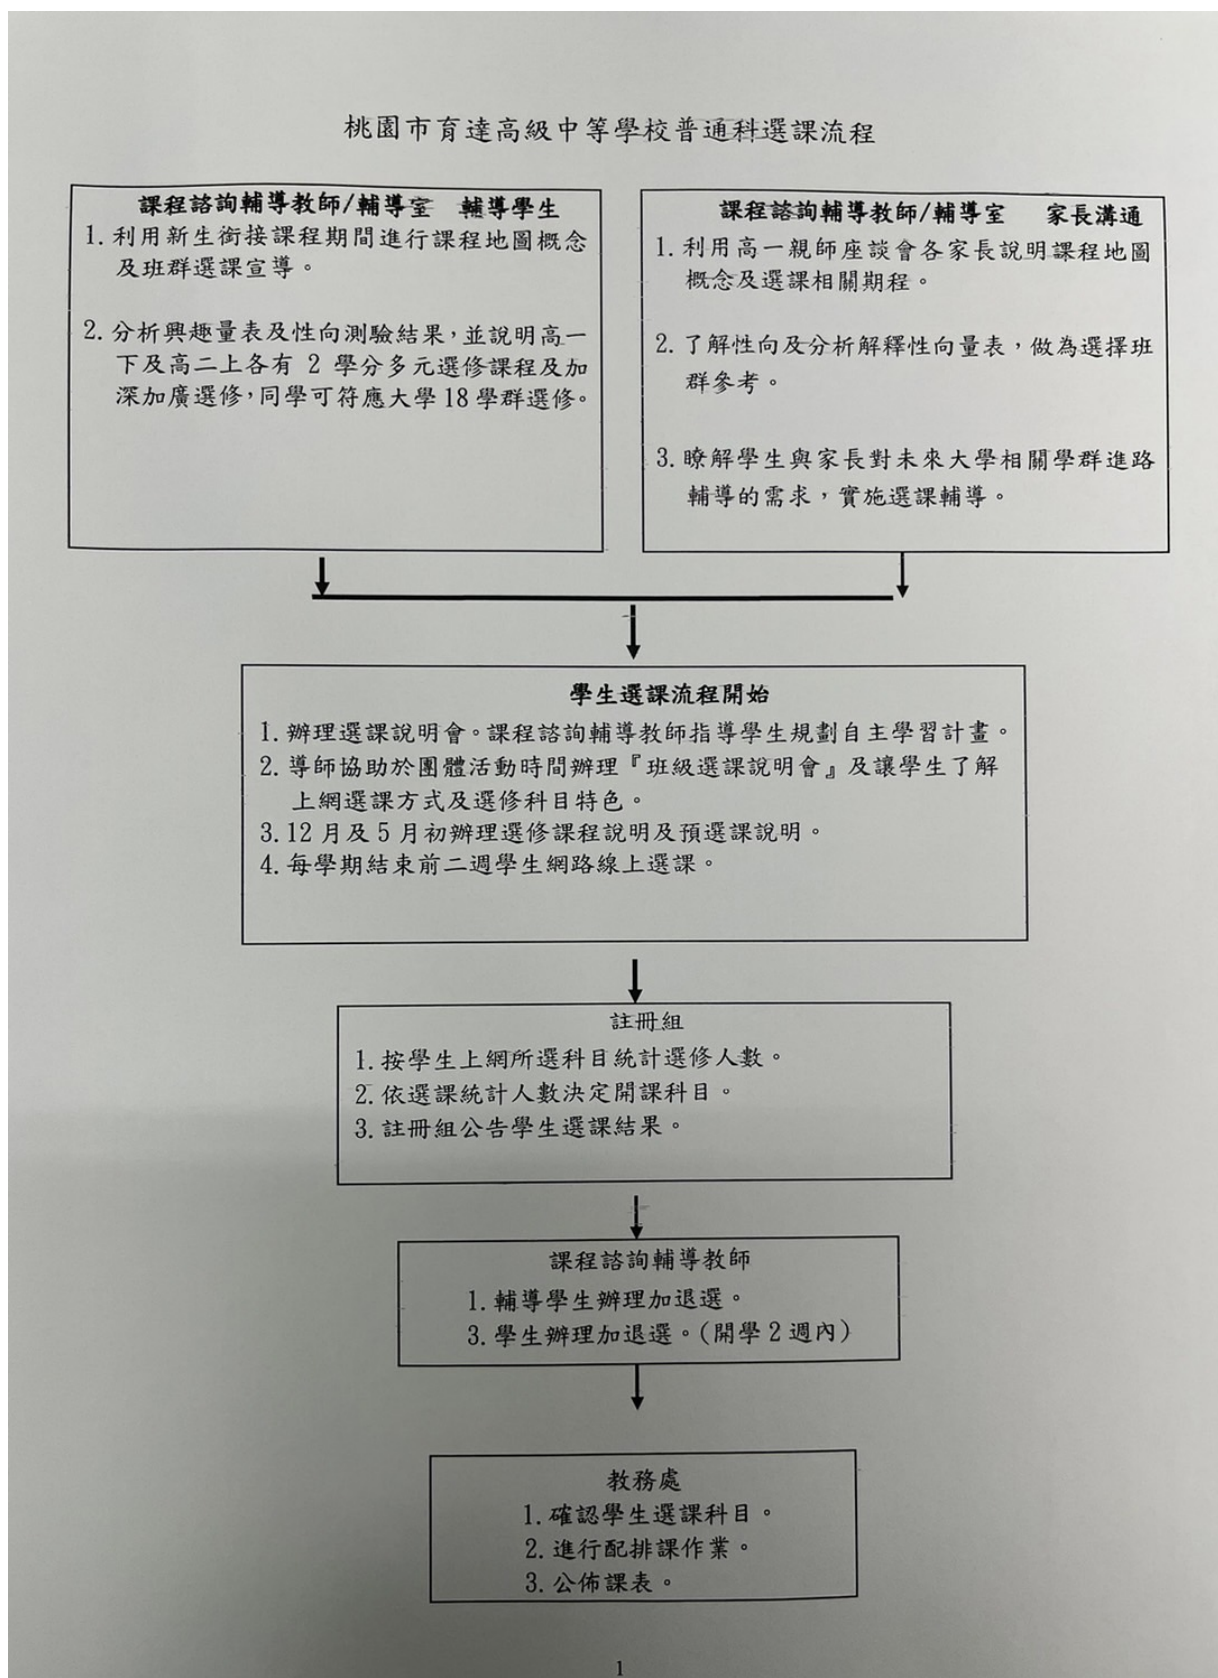 桃園市育達高級中等學校普通科選課流程
課程諮詢輔導教師/輔導室 輔導學生
1. 利用新生銜接課程期間進行課程地圖概念
及班群選課宣導。
2. 分析興趣量表及性向測驗結果，並說明高一
下及高二上各有 2 學分多元選修課程及加
深加廣選修，同學可符應大學 18 學群選修。
課程諮詢輔導教師/輔導室 家長溝通
1. 利用高一親師座談會各家長說明課程地圖
概念及選課相關期程。
2. 了解性向及分析解釋性向量表，做為選擇班
群參考。
3. 瞭解學生與家長對未來大學相關學群進路
輔導的需求，實施選課輔導。
學生選課流程開始
1. 辦理選課說明會。課程諮詢輔導教師指導學生規劃自主學習計畫。
2. 導師協助於團體活動時間辦理『班級選課說明會』及讓學生了解
上網選課方式及選修科目特色。
3. 12 月及 5 月初辦理選修課程說明及預選課說明。
4. 每學期結束前二週學生網路線上選課。
註冊組
1. 按學生上網所選科目統計選修人數。
2. 依選課統計人數決定開課科目。
3. 註冊組公告學生選課結果。
課程諮詢輔導教師
1. 輔導學生辦理加退選。
3. 學生辦理加退選。(開學 2 週內)
教務處
1. 確認學生選課科目。
2. 進行配排課作業。
3. 公佈課表。
1